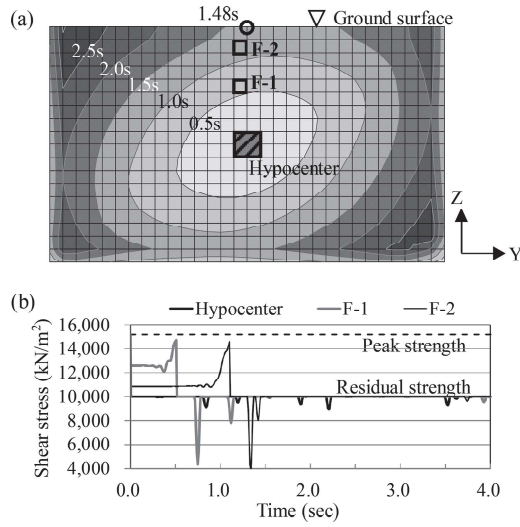 (a)
1.48s
Ground surface
F-2
2.5s
2.0s
F-1
1.5s
1.0s
0.5s
Hypocenter
Z
Y
(b)
Hypocenter F-1 F-2
Shear stress (kN/m²)
16,000
14,000
12,000
10,000
8,000
6,000
4,000
Peak strength
Residual strength
0.0 1.0 2.0 3.0 4.0
Time (sec)